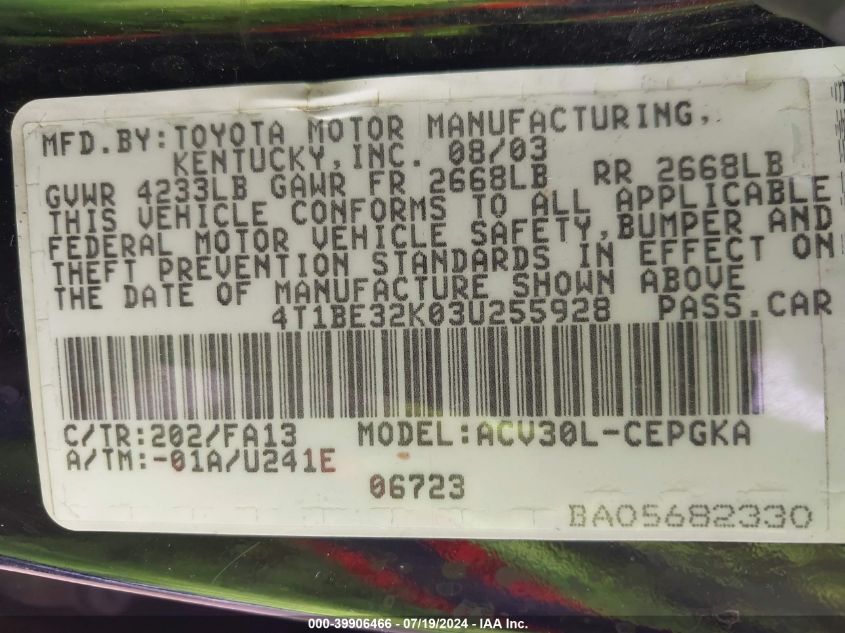 MFD.BY:TOYOTA MOTOR MANUFACTURING,
KENTUCKY,INC. 08/03
GVWR 4233LB GAWR FR 2668LB RR 2668LB
THIS VEHICLE CONFORMS TO ALL APPLICABLE
FEDERAL MOTOR VEHICLE SAFETY,BUMPER AND
THEFT PREVENTION STANDARDS IN EFFECT ON
THE DATE OF MANUFACTURE SHOWN ABOVE
4T1BE32K03U255928 PASS.CAR
C/TR:202/FA13 MODEL:ACV30L-CEPGKA
A/TM:-01A/U241E
06723
BA05682330
000-39906466 - 07/19/2024 - IAA Inc.